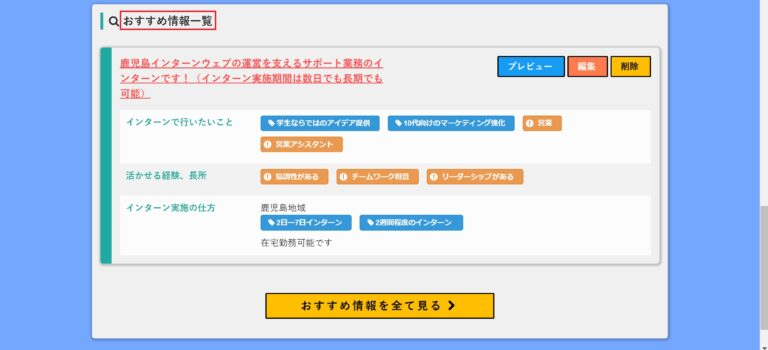 おすすめ情報一覧
鹿児島インターンウェブの運営を支えるサポート業務のイ
ンターンです！（インターン実施期間は数日でも長期でも
可能）
プレビュー 編集 削除
インターンで行いたいこと 学生ならではのアイデア提供 10代向けのマーケティング強化 営業
営業アシスタント
活かせる経験、長所 協調性がある チームワーク得意 リーダーシップがある
インターン実施の仕方 鹿児島地域
2日ー7日インターン 2週間程度のインターン
在宅勤務可能です
おすすめ情報を全て見る